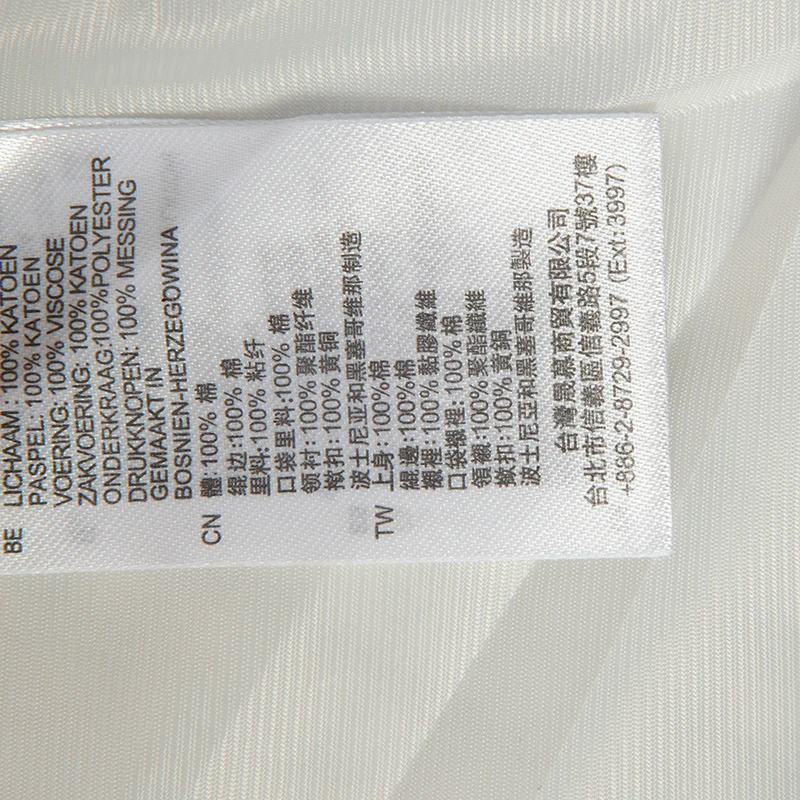 BE LICHAAM :100% KATOEN
PASPEL: 100% KATOEN
VOERING: 100% VISCOSE
ZAKVOERING: 100% KATOEN
ONDERKRAAG:100%POLYESTER
DRUKKNOPEN: 100% MESSING
GEMAAKT IN
BOSNIEN-HERZEGOWINA
CN 體:100% 棉
绲边:100% 棉
里料:100% 粘纤
口袋里料:100% 棉
领衬:100% 聚酯纤维
揿扣:100% 黄铜
波士尼亚和黑塞哥维那制造
TW 上身:100%棉
緄邊:100%棉
襯裡:100% 黏膠纖維
口袋襯裡:100% 棉
領襯:100%聚酯纖維
撳扣:100% 黃銅
波士尼亞和黑塞哥維那製造
台灣晟慕商貿有限公司
台北市信義區信義路5段7號37樓
+886-2-8729-2997 (Ext:3997)